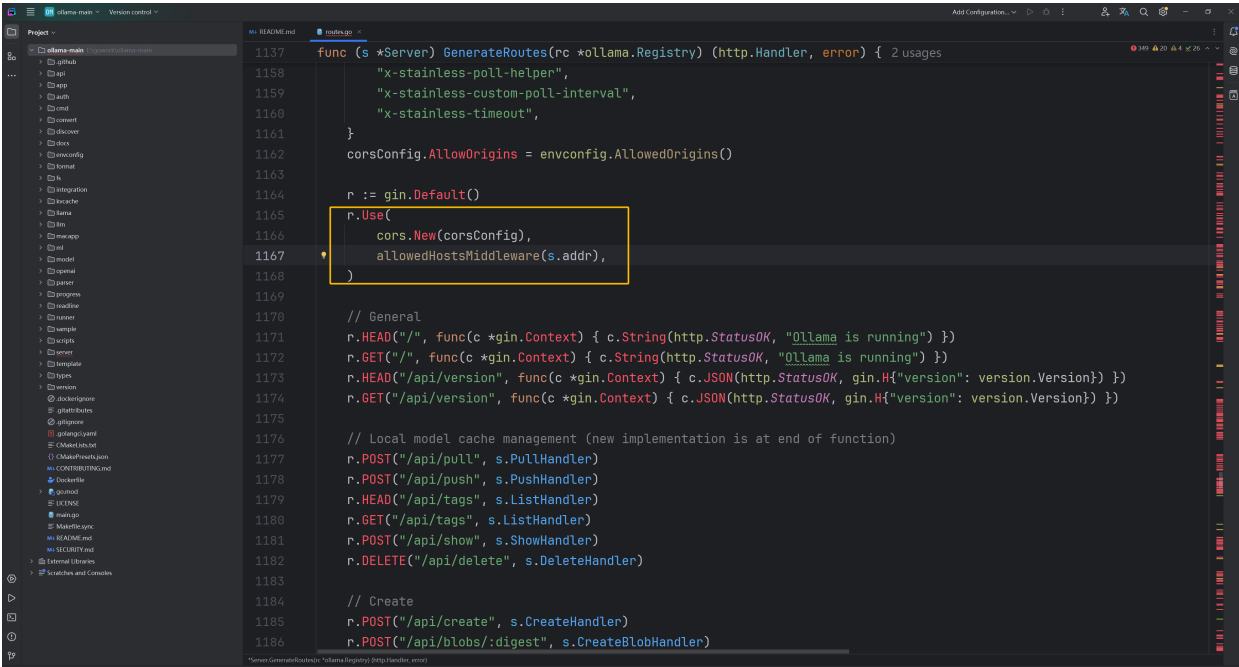 DM ollama-main Version control
Add Configuration...
Project
ollama-main C:\gowork\ollama-main
.github
api
app
auth
cmd
convert
discover
docs
envconfig
format
fs
integration
kvcache
llama
llm
macapp
ml
model
openai
parser
progress
readline
runner
sample
scripts
server
template
types
version
.dockerignore
.gitattributes
.gitignore
.golangci.yaml
CMakeLists.txt
CMakePresets.json
CONTRIBUTING.md
Dockerfile
go.mod
LICENSE
main.go
Makefile.sync
README.md
SECURITY.md
External Libraries
Scratches and Consoles
README.md routes.go
1137 func (s *Server) GenerateRoutes(rc *ollama.Registry) (http.Handler, error) { 2 usages
349 20 4 26
1158 "x-stainless-poll-helper",
1159 "x-stainless-custom-poll-interval",
1160 "x-stainless-timeout",
1161 }
1162 corsConfig.AllowOrigins = envconfig.AllowedOrigins()
1163
1164 r := gin.Default()
1165 r.Use(
1166 cors.New(corsConfig),
1167 allowedHostsMiddleware(s.addr),
1168 )
1169
1170 // General
1171 r.HEAD("/", func(c *gin.Context) { c.String(http.StatusOK, "Ollama is running") })
1172 r.GET("/", func(c *gin.Context) { c.String(http.StatusOK, "Ollama is running") })
1173 r.HEAD("/api/version", func(c *gin.Context) { c.JSON(http.StatusOK, gin.H{"version": version.Version}) })
1174 r.GET("/api/version", func(c *gin.Context) { c.JSON(http.StatusOK, gin.H{"version": version.Version}) })
1175
1176 // Local model cache management (new implementation is at end of function)
1177 r.POST("/api/pull", s.PullHandler)
1178 r.POST("/api/push", s.PushHandler)
1179 r.HEAD("/api/tags", s.ListHandler)
1180 r.GET("/api/tags", s.ListHandler)
1181 r.POST("/api/show", s.ShowHandler)
1182 r.DELETE("/api/delete", s.DeleteHandler)
1183
1184 // Create
1185 r.POST("/api/create", s.CreateHandler)
1186 r.POST("/api/blobs/:digest", s.CreateBlobHandler)
*Server.GenerateRoutes(rc *ollama.Registry) (http.Handler, error)